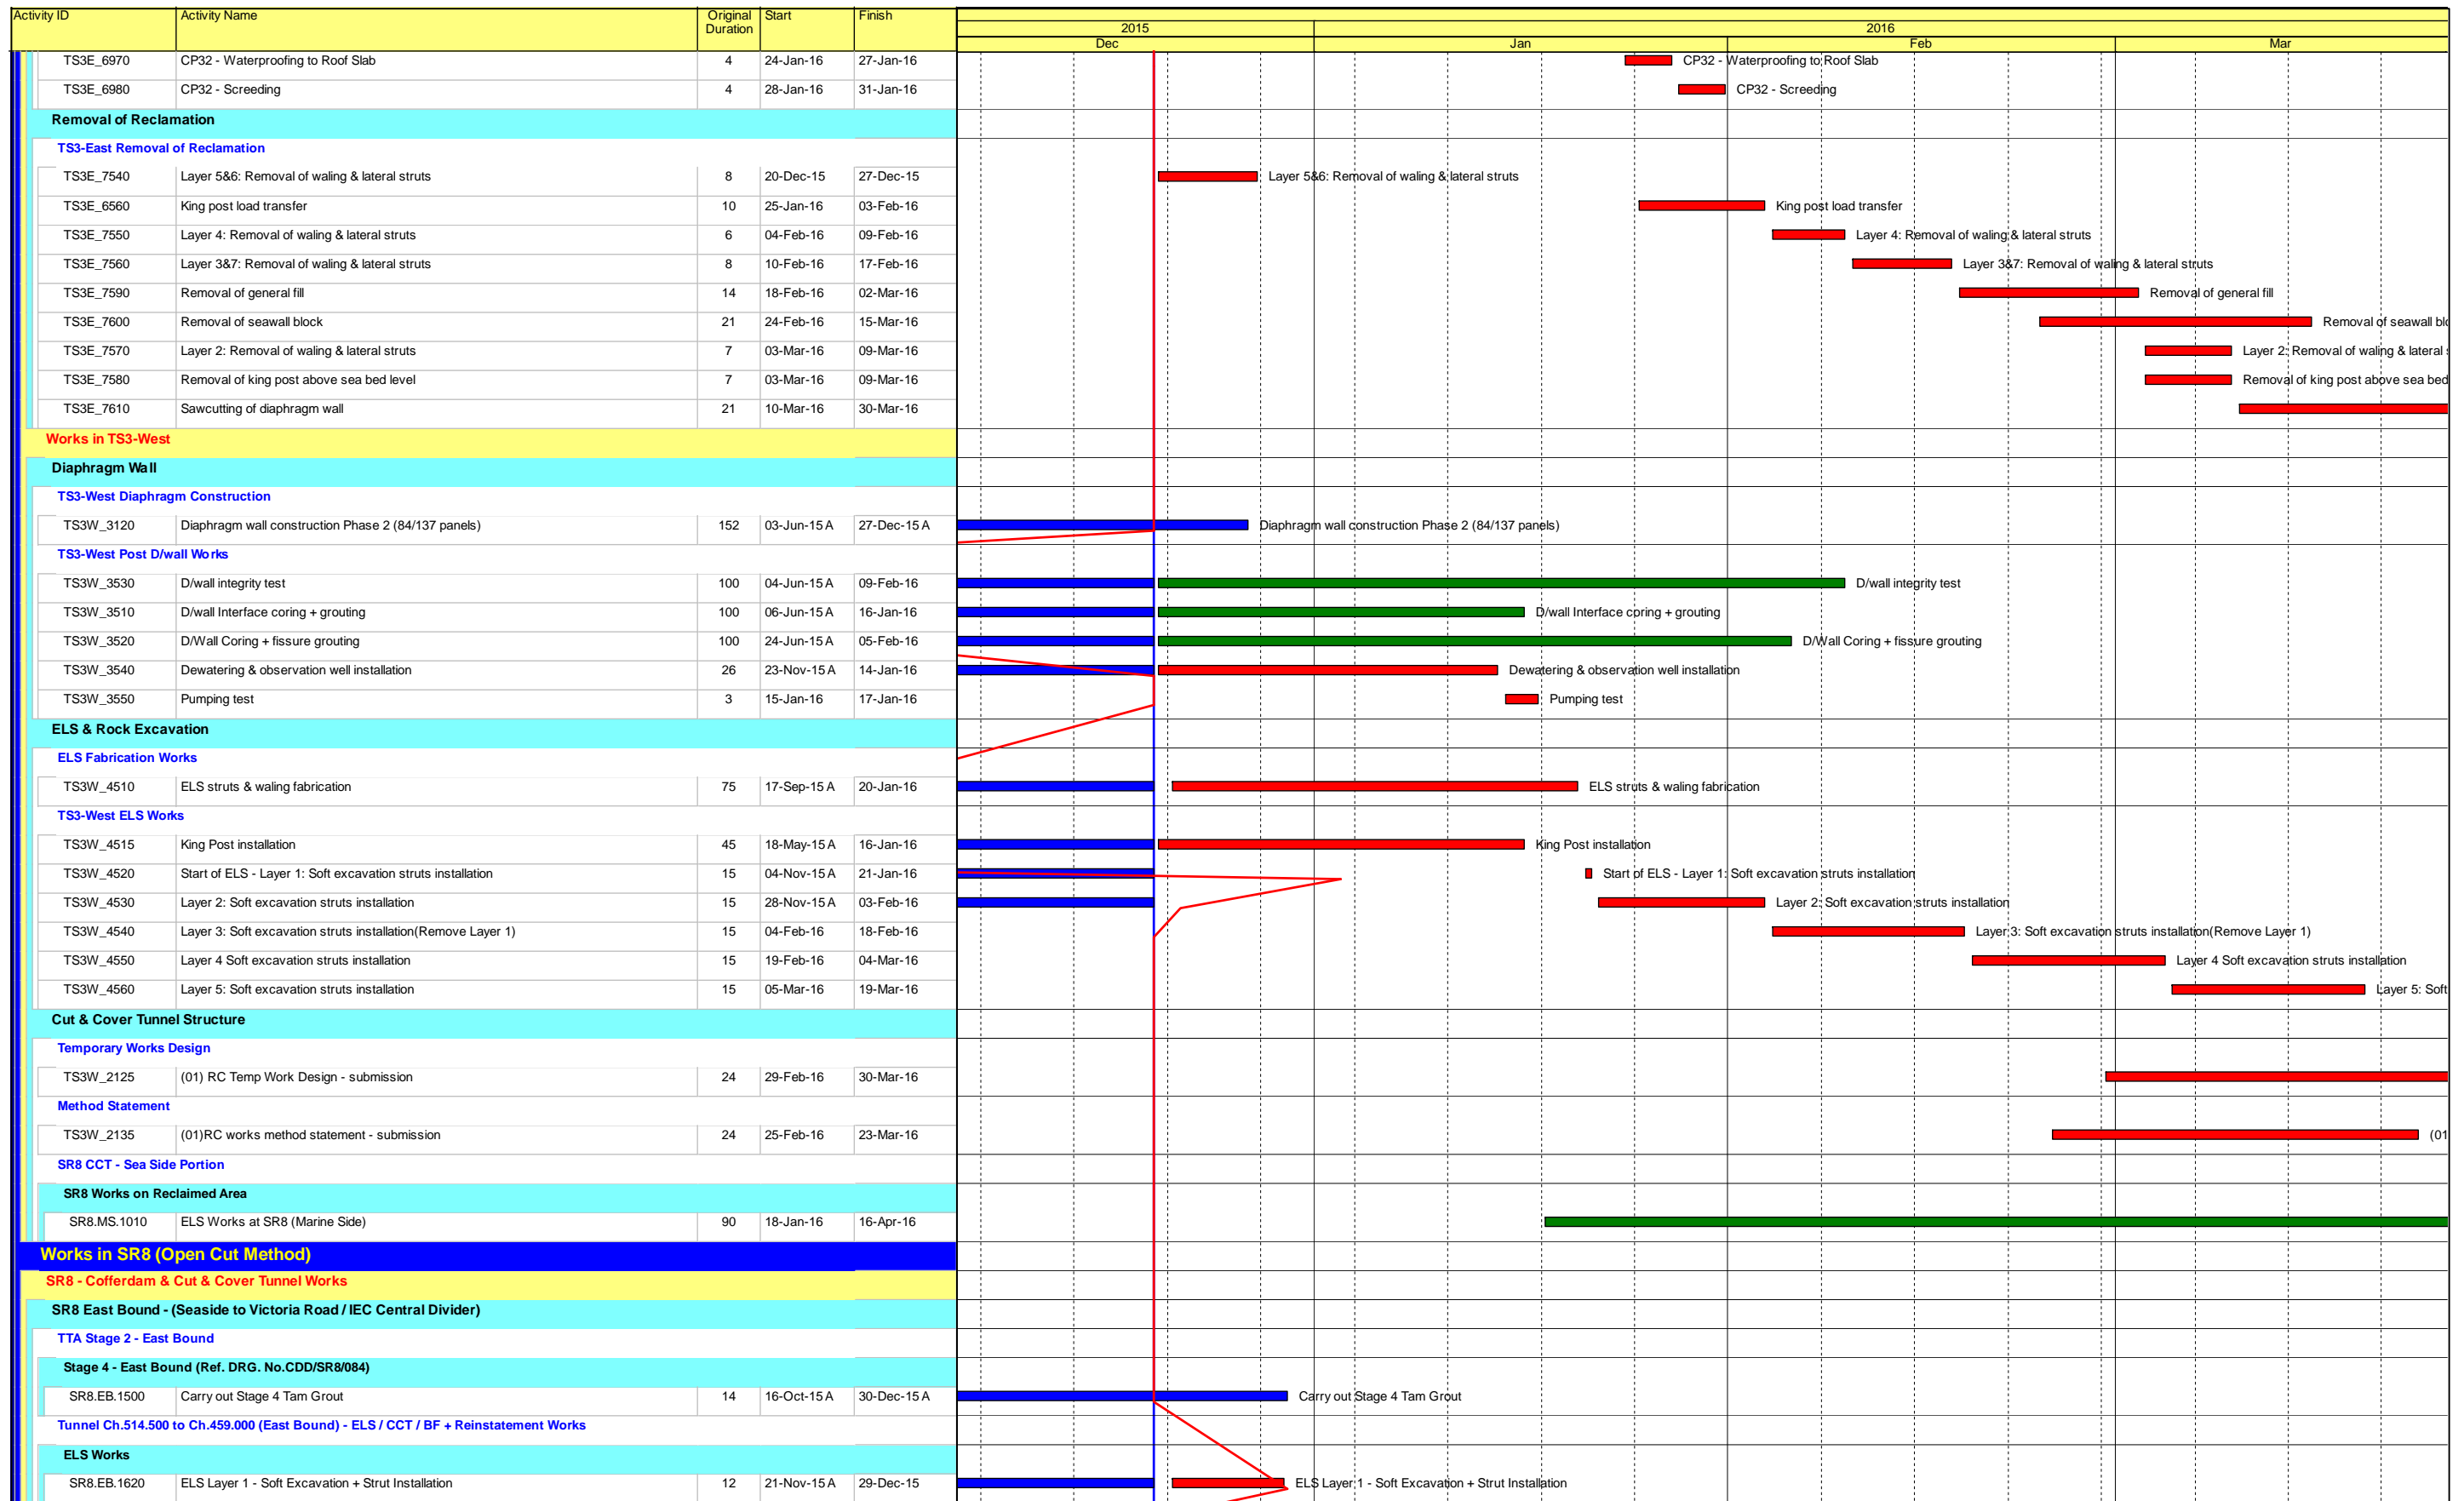 Activity ID Activity Name Original Duration Start Finish
2015 2016
Dec Jan Feb Mar
TS3E_6970 CP32 - Waterproofing to Roof Slab 4 24-Jan-16 27-Jan-16 CP32 - Waterproofing to Roof Slab
TS3E_6980 CP32 - Screeding 4 28-Jan-16 31-Jan-16 CP32 - Screeding
Removal of Reclamation
TS3-East Removal of Reclamation
TS3E_7540 Layer 5&6: Removal of waling & lateral struts 8 20-Dec-15 27-Dec-15 Layer 5&6: Removal of waling & lateral struts
TS3E_6560 King post load transfer 10 25-Jan-16 03-Feb-16 King post load transfer
TS3E_7550 Layer 4: Removal of waling & lateral struts 6 04-Feb-16 09-Feb-16 Layer 4: Removal of waling & lateral struts
TS3E_7560 Layer 3&7: Removal of waling & lateral struts 8 10-Feb-16 17-Feb-16 Layer 3&7: Removal of waling & lateral struts
TS3E_7590 Removal of general fill 14 18-Feb-16 02-Mar-16 Removal of general fill
TS3E_7600 Removal of seawall block 21 24-Feb-16 15-Mar-16 Removal of seawall blo
TS3E_7570 Layer 2: Removal of waling & lateral struts 7 03-Mar-16 09-Mar-16 Layer 2: Removal of waling & lateral s
TS3E_7580 Removal of king post above sea bed level 7 03-Mar-16 09-Mar-16 Removal of king post above sea bed
TS3E_7610 Sawcutting of diaphragm wall 21 10-Mar-16 30-Mar-16
Works in TS3-West
Diaphragm Wall
TS3-West Diaphragm Construction
TS3W_3120 Diaphragm wall construction Phase 2 (84/137 panels) 152 03-Jun-15 A 27-Dec-15 A Diaphragm wall construction Phase 2 (84/137 panels)
TS3-West Post D/wall Works
TS3W_3530 D/wall integrity test 100 04-Jun-15 A 09-Feb-16 D/wall integrity test
TS3W_3510 D/wall Interface coring + grouting 100 06-Jun-15 A 16-Jan-16 D/wall Interface coring + grouting
TS3W_3520 D/Wall Coring + fissure grouting 100 24-Jun-15 A 05-Feb-16 D/Wall Coring + fissure grouting
TS3W_3540 Dewatering & observation well installation 26 23-Nov-15 A 14-Jan-16 Dewatering & observation well installation
TS3W_3550 Pumping test 3 15-Jan-16 17-Jan-16 Pumping test
ELS & Rock Excavation
ELS Fabrication Works
TS3W_4510 ELS struts & waling fabrication 75 17-Sep-15 A 20-Jan-16 ELS struts & waling fabrication
TS3-West ELS Works
TS3W_4515 King Post installation 45 18-May-15 A 16-Jan-16 King Post installation
TS3W_4520 Start of ELS - Layer 1: Soft excavation struts installation 15 04-Nov-15 A 21-Jan-16 Start of ELS - Layer 1: Soft excavation struts installation
TS3W_4530 Layer 2: Soft excavation struts installation 15 28-Nov-15 A 03-Feb-16 Layer 2: Soft excavation struts installation
TS3W_4540 Layer 3: Soft excavation struts installation(Remove Layer 1) 15 04-Feb-16 18-Feb-16 Layer 3: Soft excavation struts installation(Remove Layer 1)
TS3W_4550 Layer 4 Soft excavation struts installation 15 19-Feb-16 04-Mar-16 Layer 4 Soft excavation struts installation
TS3W_4560 Layer 5: Soft excavation struts installation 15 05-Mar-16 19-Mar-16 Layer 5: Soft
Cut & Cover Tunnel Structure
Temporary Works Design
TS3W_2125 (01) RC Temp Work Design - submission 24 29-Feb-16 30-Mar-16
Method Statement
TS3W_2135 (01)RC works method statement - submission 24 25-Feb-16 23-Mar-16 (01
SR8 CCT - Sea Side Portion
SR8 Works on Reclaimed Area
SR8.MS.1010 ELS Works at SR8 (Marine Side) 90 18-Jan-16 16-Apr-16
Works in SR8 (Open Cut Method)
SR8 - Cofferdam & Cut & Cover Tunnel Works
SR8 East Bound - (Seaside to Victoria Road / IEC Central Divider)
TTA Stage 2 - East Bound
Stage 4 - East Bound (Ref. DRG. No.CDD/SR8/084)
SR8.EB.1500 Carry out Stage 4 Tam Grout 14 16-Oct-15 A 30-Dec-15 A Carry out Stage 4 Tam Grout
Tunnel Ch.514.500 to Ch.459.000 (East Bound) - ELS / CCT / BF + Reinstatement Works
ELS Works
SR8.EB.1620 ELS Layer 1 - Soft Excavation + Strut Installation 12 21-Nov-15 A 29-Dec-15 ELS Layer 1 - Soft Excavation + Strut Installation